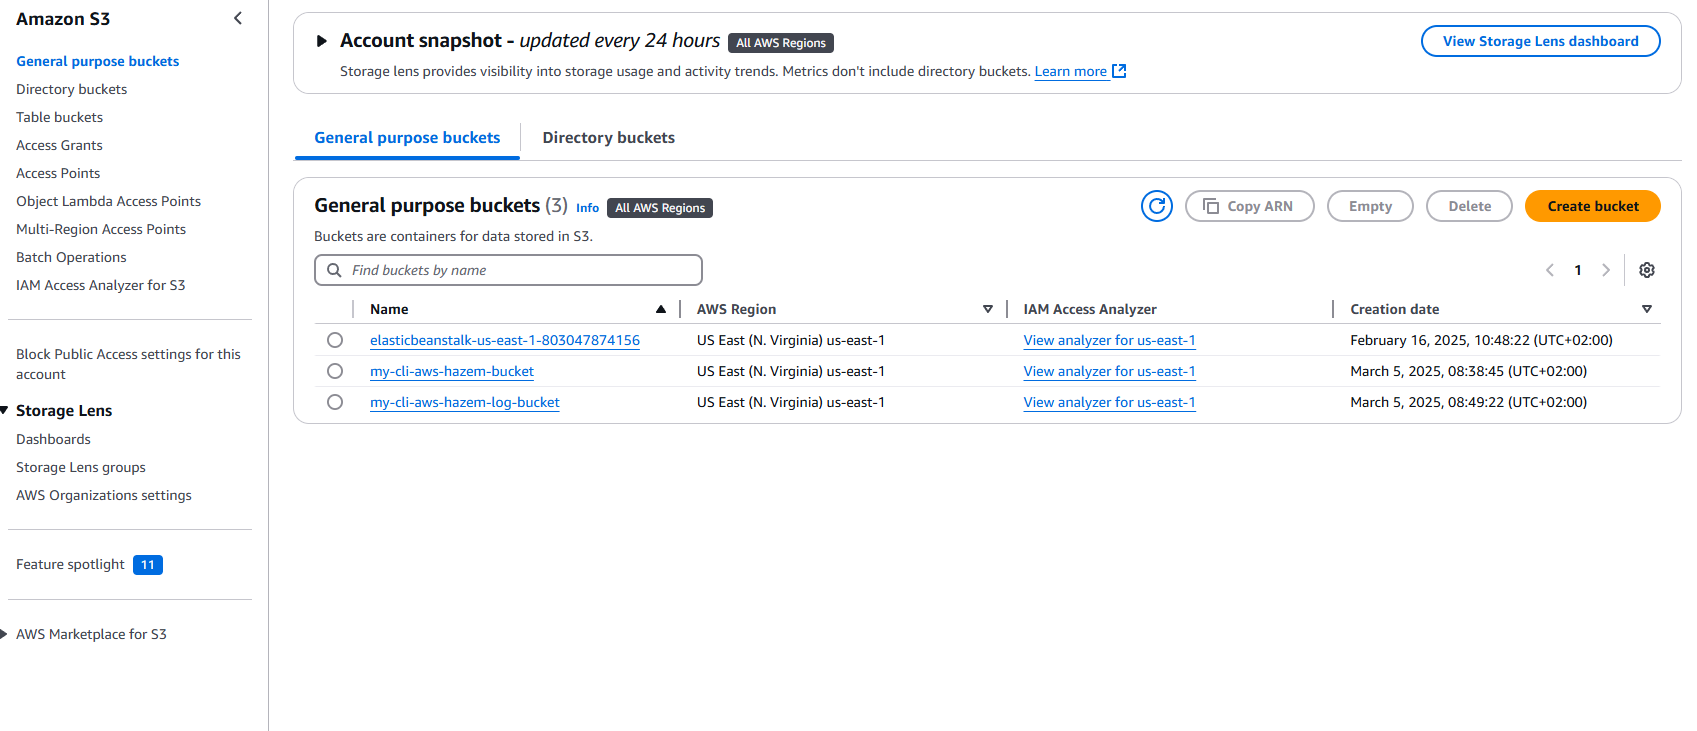 Amazon S3
General purpose buckets
Directory buckets
Table buckets
Access Grants
Access Points
Object Lambda Access Points
Multi-Region Access Points
Batch Operations
IAM Access Analyzer for S3
Block Public Access settings for this
account
Storage Lens
Dashboards
Storage Lens groups
AWS Organizations settings
Feature spotlight 11
AWS Marketplace for S3
Account snapshot - updated every 24 hours All AWS Regions
View Storage Lens dashboard
Storage lens provides visibility into storage usage and activity trends. Metrics don't include directory buckets. Learn more
General purpose buckets Directory buckets
General purpose buckets (3) Info All AWS Regions
Copy ARN Empty Delete Create bucket
Buckets are containers for data stored in S3.
Find buckets by name
1
Name AWS Region IAM Access Analyzer Creation date
elasticbeanstalk-us-east-1-803047874156 US East (N. Virginia) us-east-1 View analyzer for us-east-1 February 16, 2025, 10:48:22 (UTC+02:00)
my-cli-aws-hazem-bucket US East (N. Virginia) us-east-1 View analyzer for us-east-1 March 5, 2025, 08:38:45 (UTC+02:00)
my-cli-aws-hazem-log-bucket US East (N. Virginia) us-east-1 View analyzer for us-east-1 March 5, 2025, 08:49:22 (UTC+02:00)